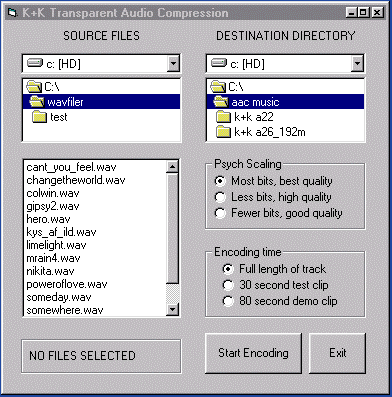 K+K Transparent Audio Compression
SOURCE FILES
c: [HD]
C:\
wavfiler
test
cant_you_feel.wav
changetheworld.wav
colwin.wav
gipsy2.wav
hero.wav
kys_af_ild.wav
limelight.wav
mrain4.wav
nikita.wav
poweroflove.wav
someday.wav
somewhere.wav
NO FILES SELECTED
DESTINATION DIRECTORY
c: [HD]
C:\
aac music
k+k a22
k+k a26_192m
Psych Scaling
Most bits, best quality
Less bits, high quality
Fewer bits, good quality
Encoding time
Full length of track
30 second test clip
80 second demo clip
Start Encoding
Exit